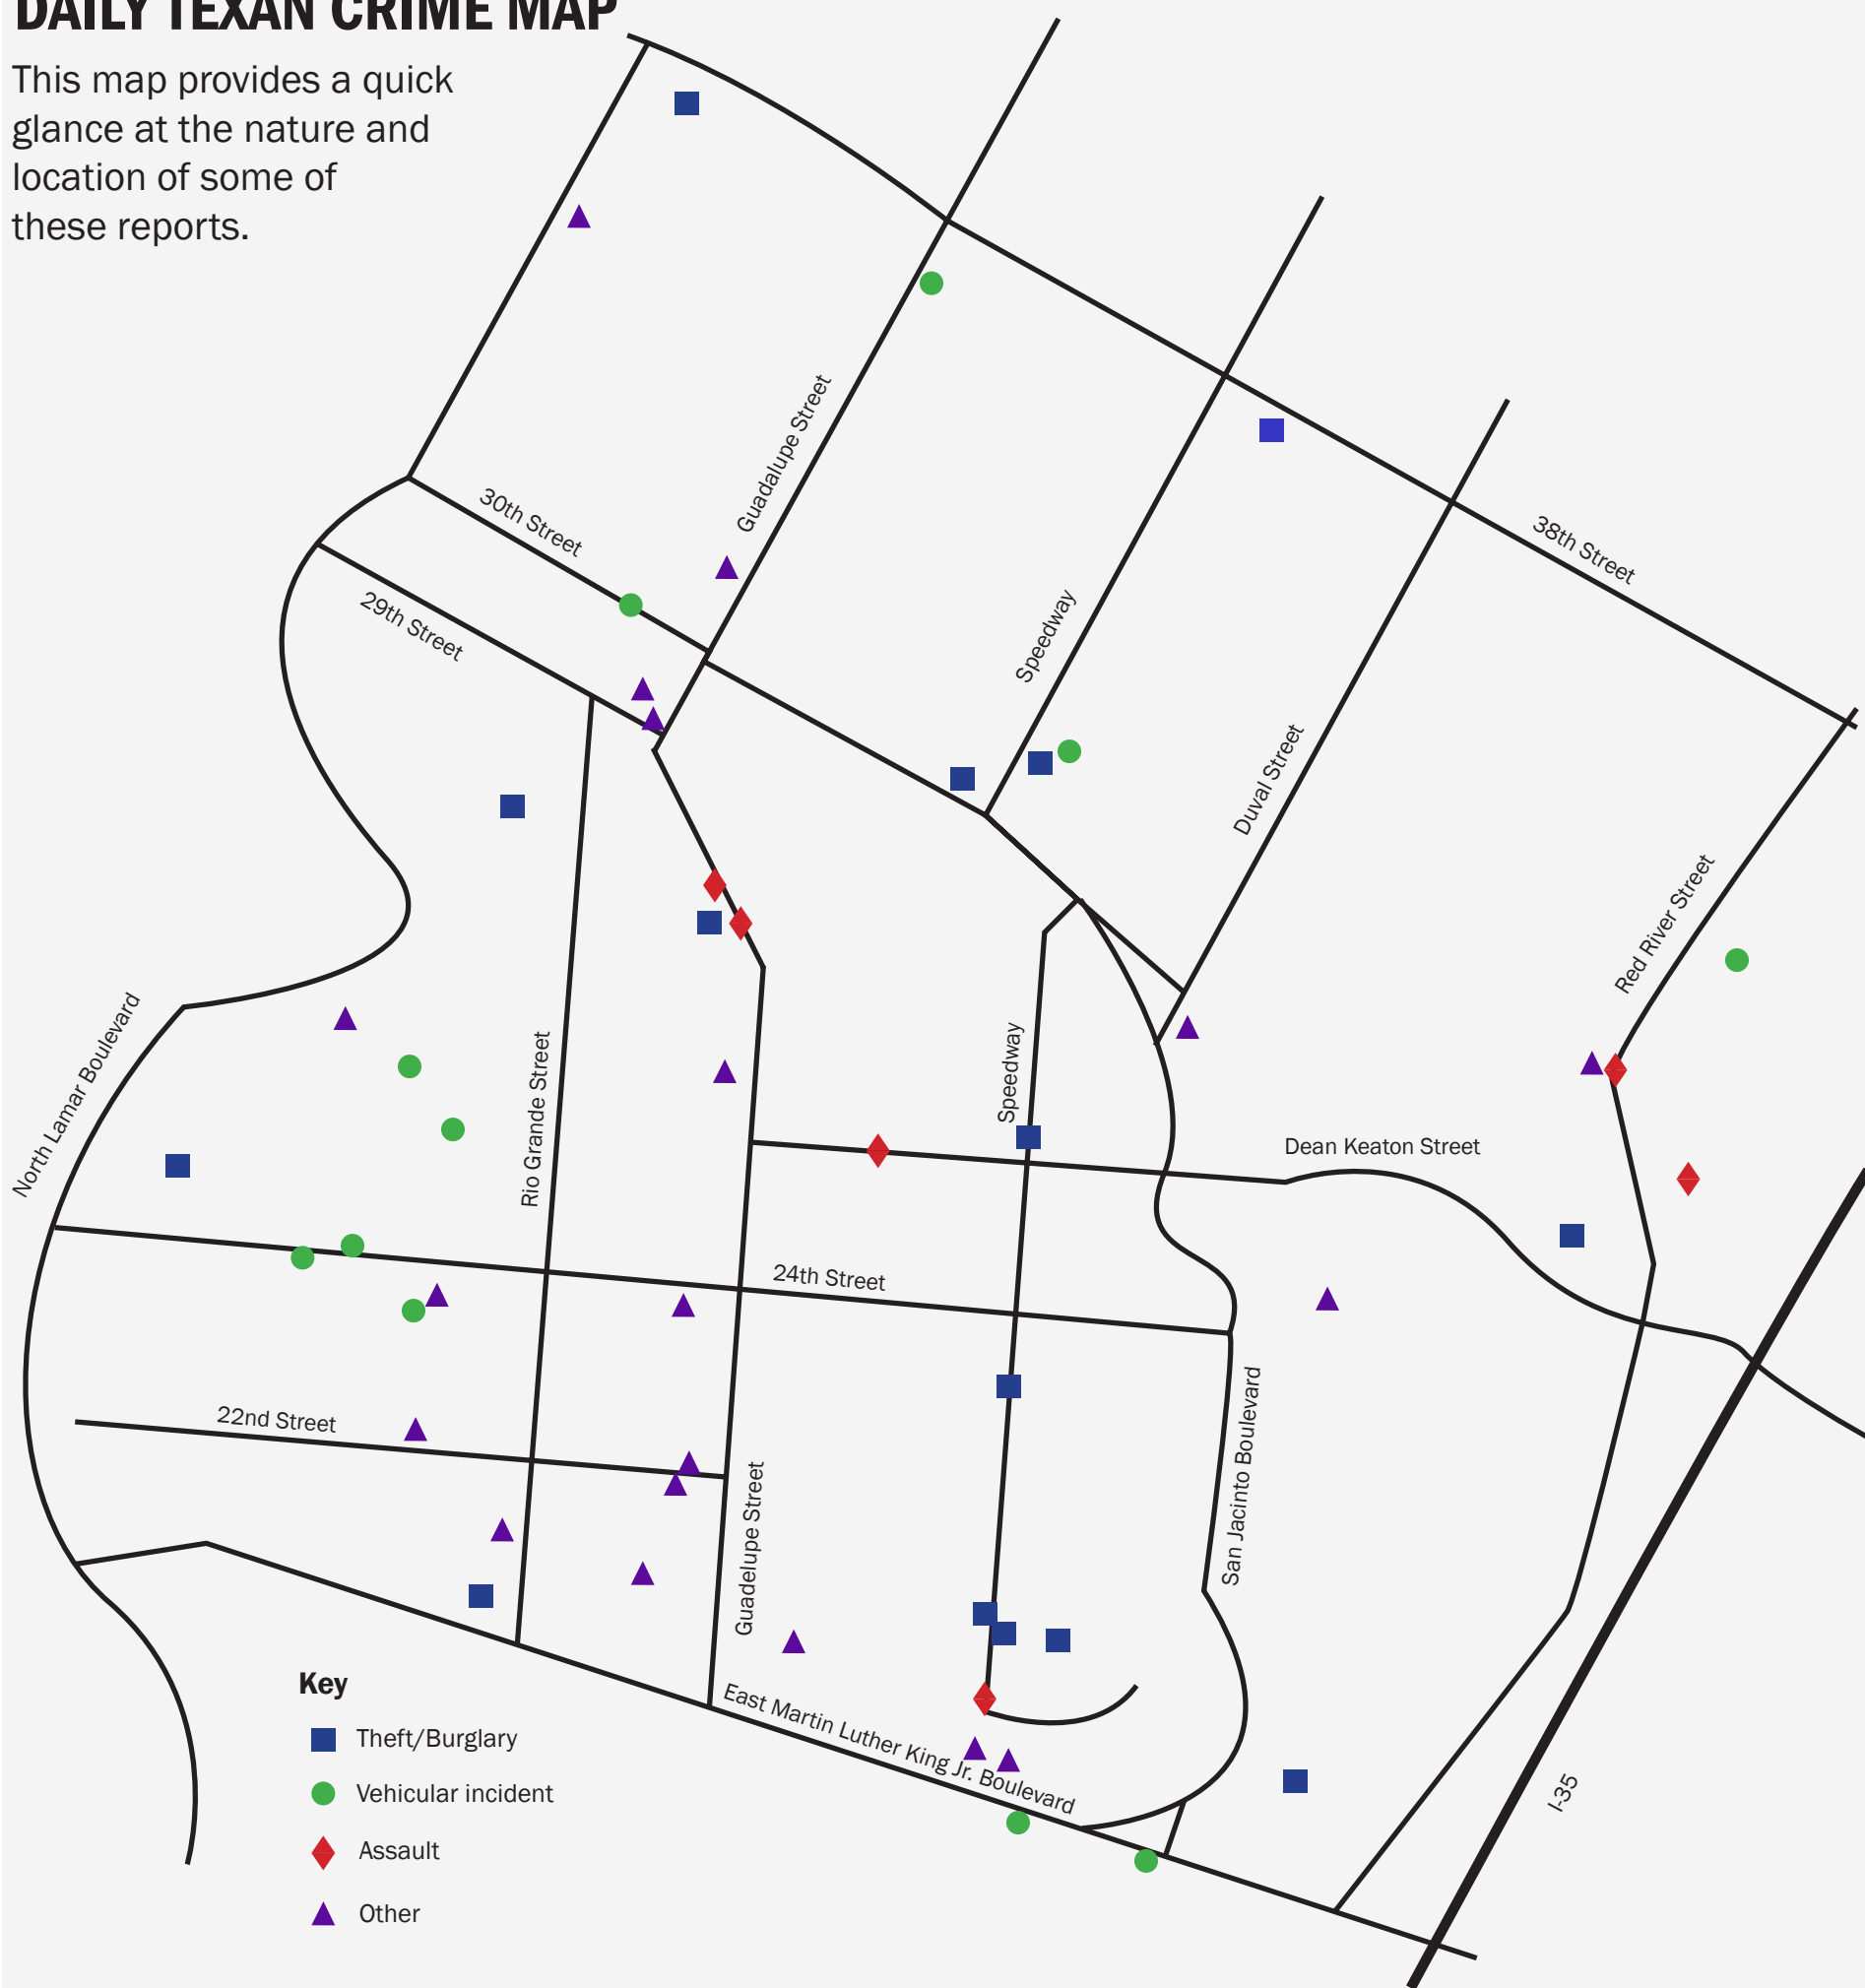 DAILY TEXAN CRIME MAP
This map provides a quick
glance at the nature and
location of some of
these reports.
Guadalupe Street
30th Street
38th Street
29th Street
Speedway
Duval Street
Red River Street
North Lamar Boulevard
Rio Grande Street
Speedway
Dean Keaton Street
24th Street
22nd Street
San Jacinto Boulevard
Guadelupe Street
East Martin Luther King Jr. Boulevard
I-35
Key
Theft/Burglary
Vehicular incident
Assault
Other